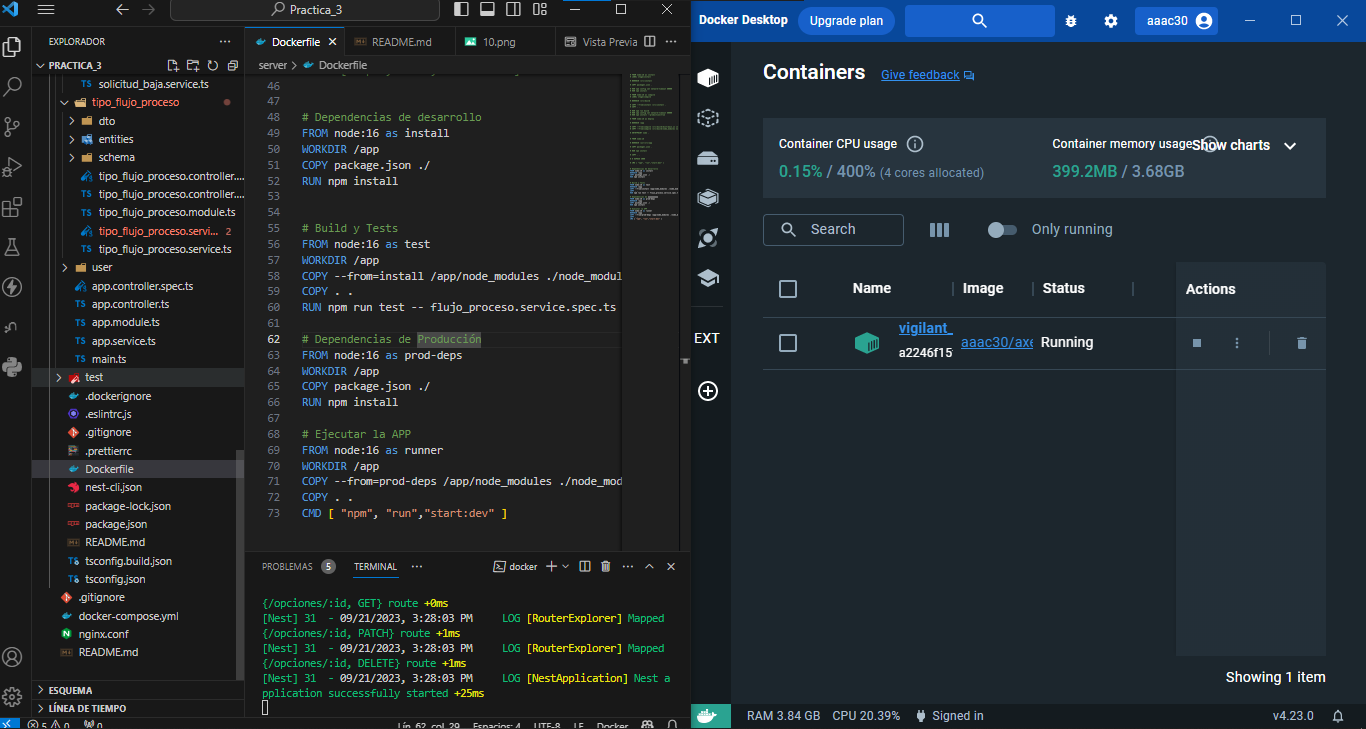 Practica_3
EXPLORADOR
PRACTICA_3
solicitud_baja.service.ts
tipo_flujo_proceso
dto
entities
schema
tipo_flujo_proceso.controller....
tipo_flujo_proceso.controller....
tipo_flujo_proceso.module.ts
tipo_flujo_proceso.servi... 2
tipo_flujo_proceso.service.ts
user
app.controller.spec.ts
app.controller.ts
app.module.ts
app.service.ts
main.ts
test
.dockerignore
.eslintrc.js
.gitignore
.prettierrc
Dockerfile
nest-cli.json
package-lock.json
package.json
README.md
tsconfig.build.json
tsconfig.json
.gitignore
docker-compose.yml
nginx.conf
README.md
ESQUEMA
LÍNEA DE TIEMPO
Dockerfile README.md 10.png Vista Previa
server > Dockerfile
46
47
48 # Dependencias de desarrollo
49 FROM node:16 as install
50 WORKDIR /app
51 COPY package.json ./
52 RUN npm install
53
54
55 # Build y Tests
56 FROM node:16 as test
57 WORKDIR /app
58 COPY --from=install /app/node_modules ./node_modul
59 COPY . .
60 RUN npm run test -- flujo_proceso.service.spec.ts
61
62 # Dependencias de Producción
63 FROM node:16 as prod-deps
64 WORKDIR /app
65 COPY package.json ./
66 RUN npm install
67
68 # Ejecutar la APP
69 FROM node:16 as runner
70 WORKDIR /app
71 COPY --from=prod-deps /app/node_modules ./node_mod
72 COPY . .
73 CMD [ "npm", "run","start:dev" ]
PROBLEMAS 5 TERMINAL docker
{/opciones/:id, GET} route +0ms
[Nest] 31 - 09/21/2023, 3:28:03 PM LOG [RouterExplorer] Mapped
{/opciones/:id, PATCH} route +1ms
[Nest] 31 - 09/21/2023, 3:28:03 PM LOG [RouterExplorer] Mapped
{/opciones/:id, DELETE} route +1ms
[Nest] 31 - 09/21/2023, 3:28:03 PM LOG [NestApplication] Nest a
pplication successfully started +25ms
5 0 0 Lín. 62, col. 29 Espacios: 4 UTF-8 LF Docker
Docker Desktop Upgrade plan aaac30
Containers Give feedback
Container CPU usage
0.15% / 400% (4 cores allocated)
Container memory usage
399.2MB / 3.68GB
Show charts
Search
Only running
Name Image Status Actions
vigilant_
a2246f15
aaac30/axe
Running
EXT
Showing 1 item
RAM 3.84 GB CPU 20.39% Signed in v4.23.0